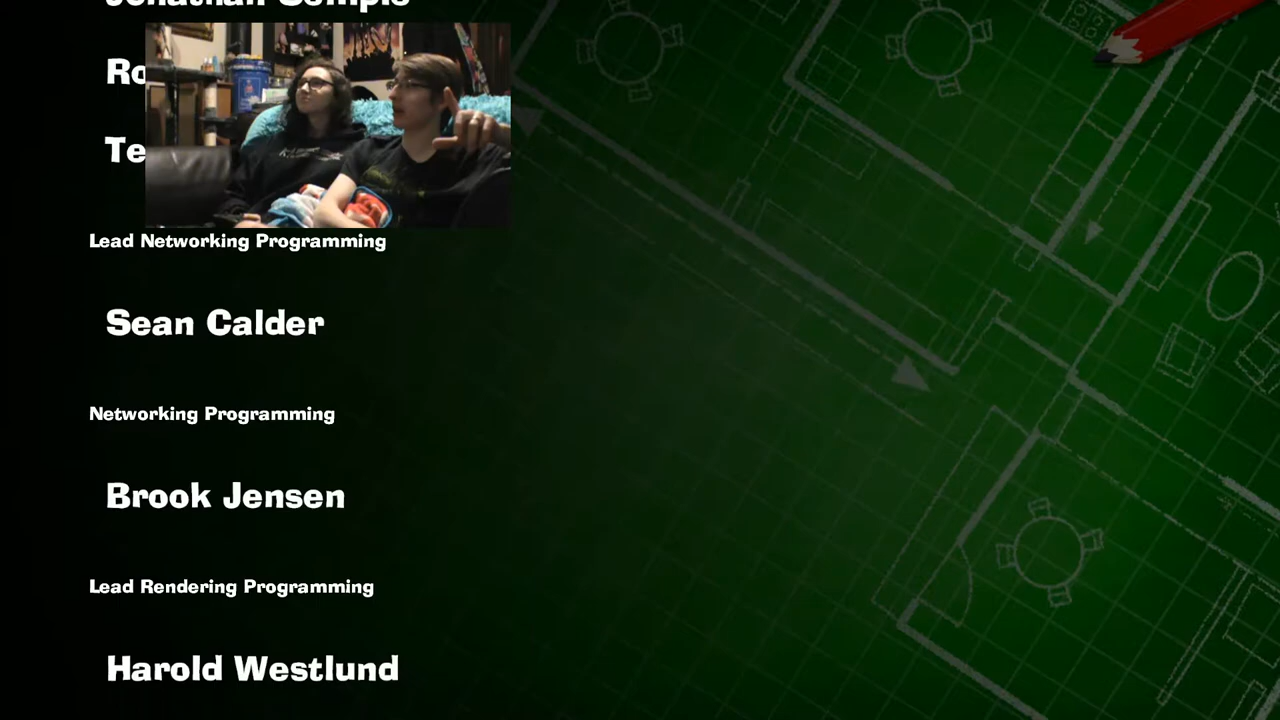 Lead Networking Programming
Sean Calder
Networking Programming
Brook Jensen
Lead Rendering Programming
Harold Westlund